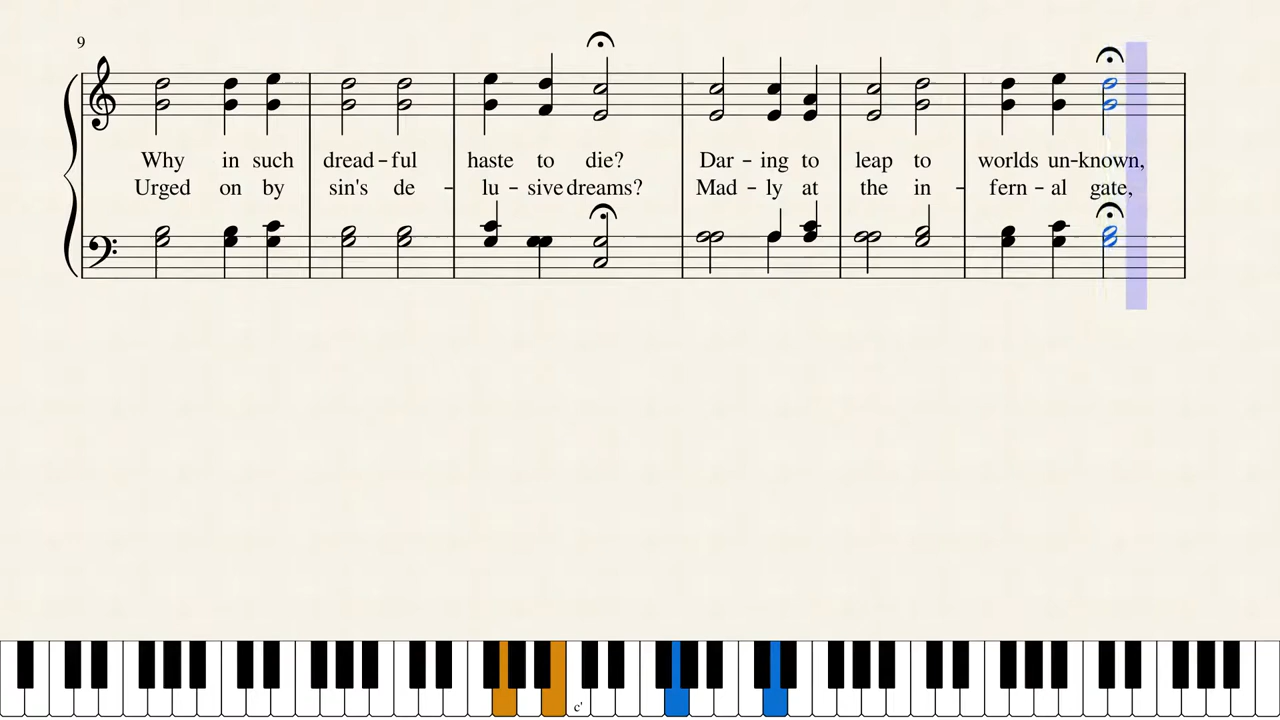 9
Why in such dread-ful haste to die? Dar-ing to leap to worlds un-known,
Urged on by sin's de-lu-sive dreams? Mad-ly at the in-fern-al gate,
c'